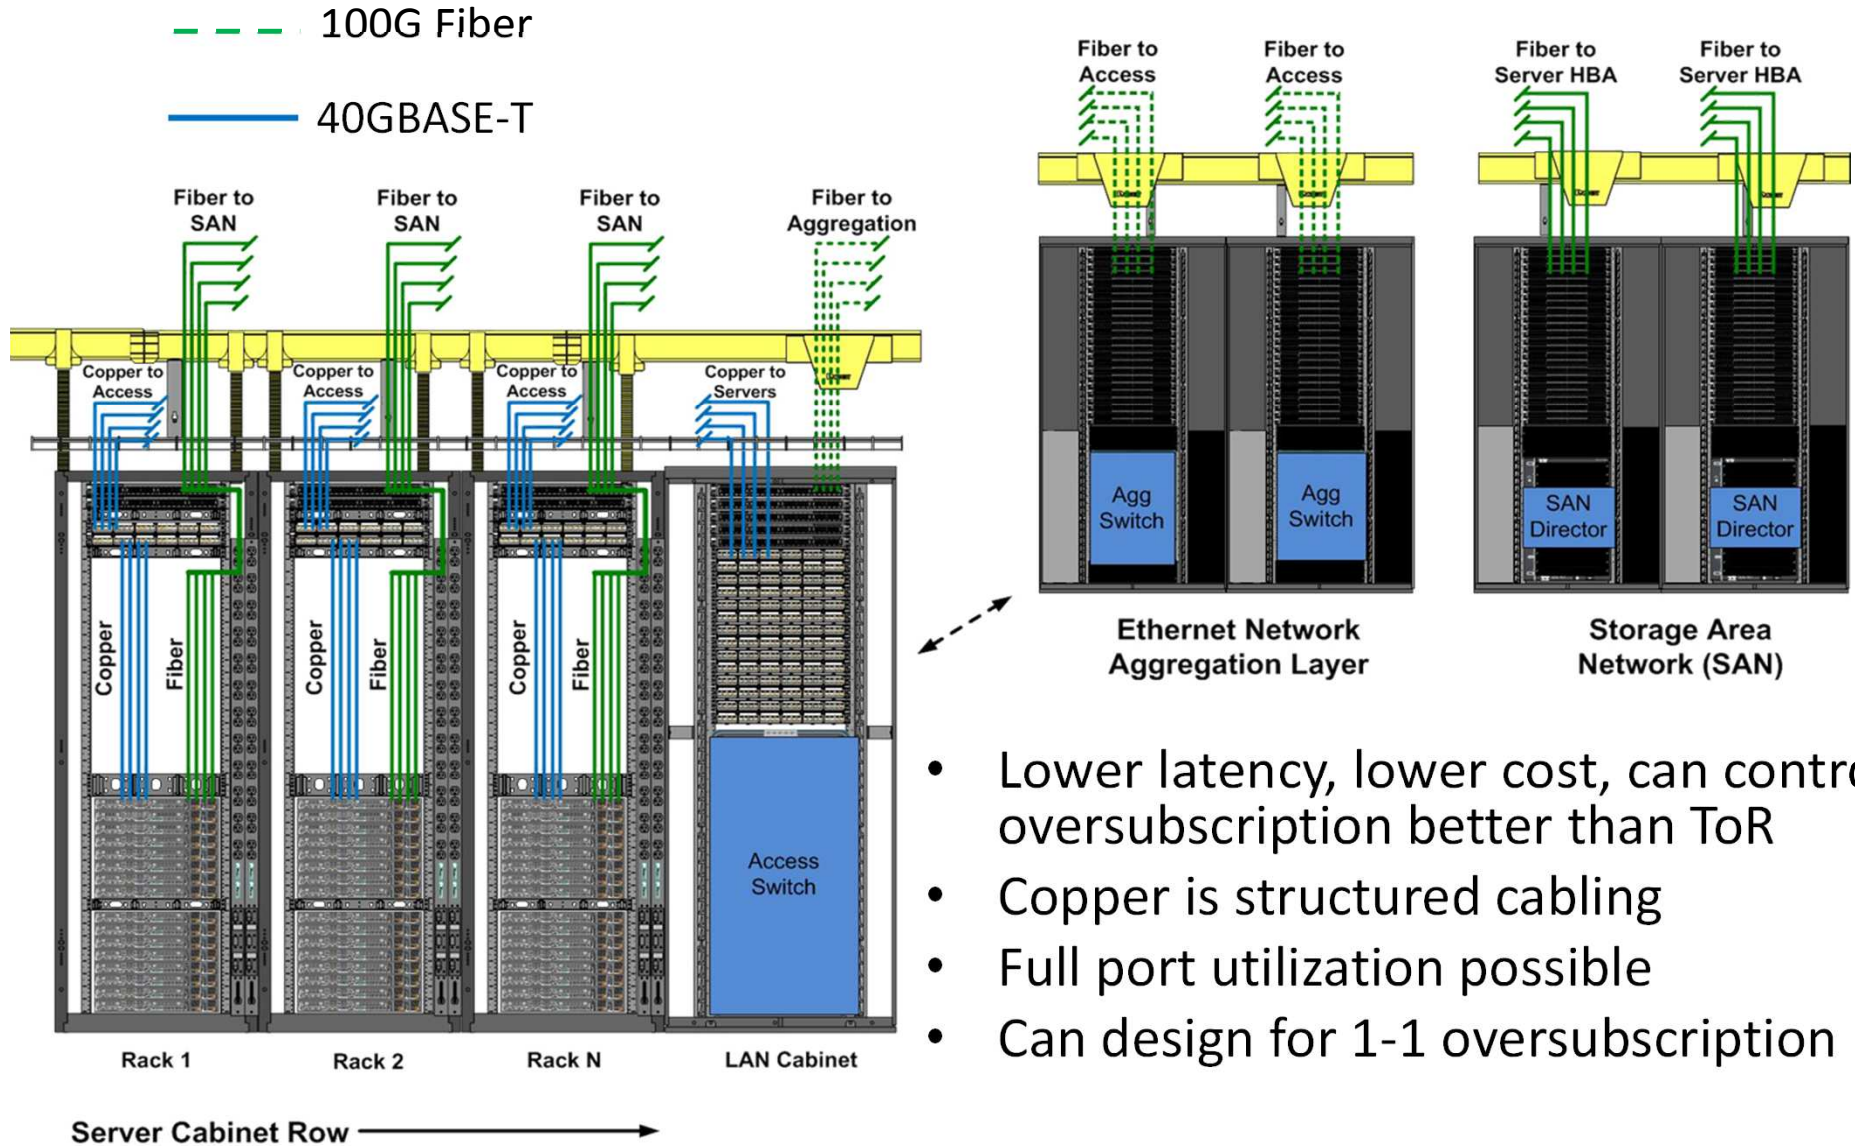 100G Fiber
40GBASE-T
Fiber to
SAN
Fiber to
SAN
Fiber to
SAN
Fiber to
Aggregation
Copper to
Access
Copper to
Access
Copper to
Access
Copper to
Servers
Copper
Fiber
Copper
Fiber
Copper
Fiber
Access
Switch
Rack 1
Rack 2
Rack N
LAN Cabinet
Server Cabinet Row
Fiber to
Access
Fiber to
Access
Fiber to
Server HBA
Fiber to
Server HBA
Agg
Switch
Agg
Switch
SAN
Director
SAN
Director
Ethernet Network
Aggregation Layer
Storage Area
Network (SAN)
• Lower latency, lower cost, can contro
oversubscription better than ToR
• Copper is structured cabling
• Full port utilization possible
• Can design for 1-1 oversubscription